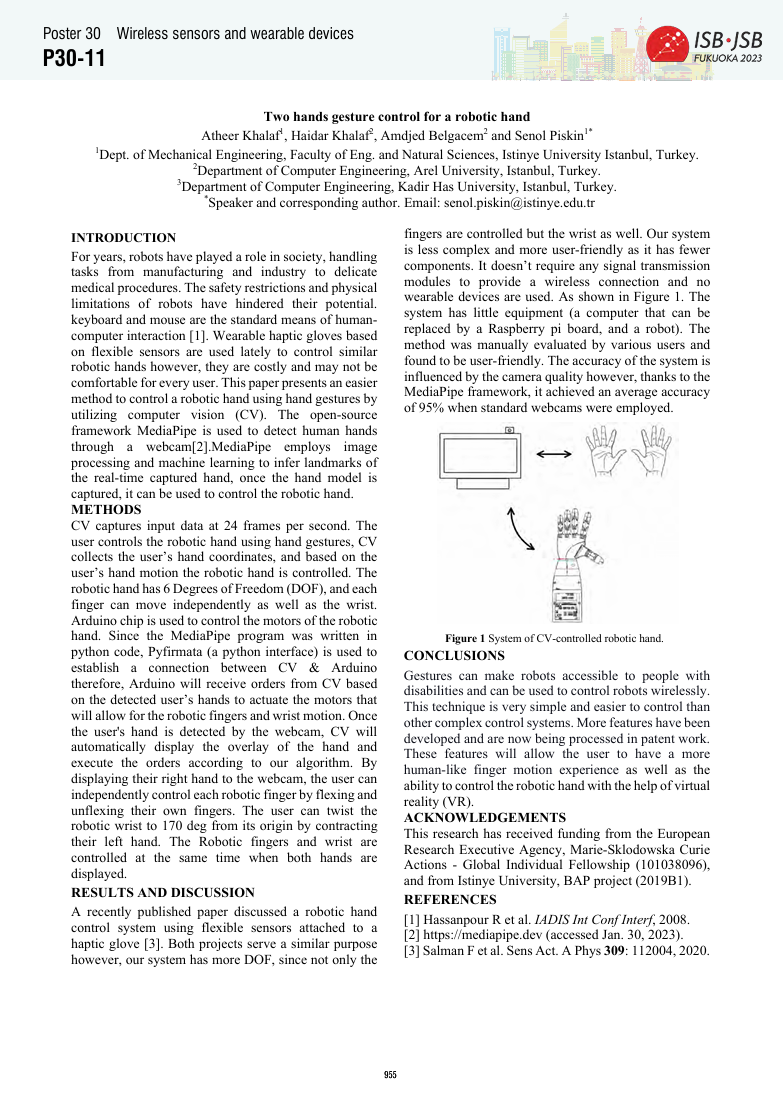 Poster 30 Wireless sensors and wearable devices
P30-11
ISB•JSB
FUKUOKA 2023
Two hands gesture control for a robotic hand
Atheer Khalaf1, Haidar Khalaf2, Amdjed Belgacem2 and Senol Piskin1*
1Dept. of Mechanical Engineering, Faculty of Eng. and Natural Sciences, Istinye University Istanbul, Turkey.
2Department of Computer Engineering, Arel University, Istanbul, Turkey.
3Department of Computer Engineering, Kadir Has University, Istanbul, Turkey.
*Speaker and corresponding author. Email: senol.piskin@istinye.edu.tr
INTRODUCTION
For years, robots have played a role in society, handling
tasks from manufacturing and industry to delicate
medical procedures. The safety restrictions and physical
limitations of robots have hindered their potential.
keyboard and mouse are the standard means of human-
computer interaction [1]. Wearable haptic gloves based
on flexible sensors are used lately to control similar
robotic hands however, they are costly and may not be
comfortable for every user. This paper presents an easier
method to control a robotic hand using hand gestures by
utilizing computer vision (CV). The open-source
framework MediaPipe is used to detect human hands
through a webcam[2].MediaPipe employs image
processing and machine learning to infer landmarks of
the real-time captured hand, once the hand model is
captured, it can be used to control the robotic hand.
METHODS
CV captures input data at 24 frames per second. The
user controls the robotic hand using hand gestures, CV
collects the user's hand coordinates, and based on the
user's hand motion the robotic hand is controlled. The
robotic hand has 6 Degrees of Freedom (DOF), and each
finger can move independently as well as the wrist.
Arduino chip is used to control the motors of the robotic
hand. Since the MediaPipe program was written in
python code, Pyfirmata (a python interface) is used to
establish a connection between CV & Arduino
therefore, Arduino will receive orders from CV based
on the detected user's hands to actuate the motors that
will allow for the robotic fingers and wrist motion. Once
the user's hand is detected by the webcam, CV will
automatically display the overlay of the hand and
execute the orders according to our algorithm. By
displaying their right hand to the webcam, the user can
independently control each robotic finger by flexing and
unflexing their own fingers. The user can twist the
robotic wrist to 170 deg from its origin by contracting
their left hand. The Robotic fingers and wrist are
controlled at the same time when both hands are
displayed.
RESULTS AND DISCUSSION
A recently published paper discussed a robotic hand
control system using flexible sensors attached to a
haptic glove [3]. Both projects serve a similar purpose
however, our system has more DOF, since not only the
fingers are controlled but the wrist as well. Our system
is less complex and more user-friendly as it has fewer
components. It doesn't require any signal transmission
modules to provide a wireless connection and no
wearable devices are used. As shown in Figure 1. The
system has little equipment (a computer that can be
replaced by a Raspberry pi board, and a robot). The
method was manually evaluated by various users and
found to be user-friendly. The accuracy of the system is
influenced by the camera quality however, thanks to the
MediaPipe framework, it achieved an average accuracy
of 95% when standard webcams were employed.
Figure 1 System of CV-controlled robotic hand.
CONCLUSIONS
Gestures can make robots accessible to people with
disabilities and can be used to control robots wirelessly.
This technique is very simple and easier to control than
other complex control systems. More features have been
developed and are now being processed in patent work.
These features will allow the user to have a more
human-like finger motion experience as well as the
ability to control the robotic hand with the help of virtual
reality (VR).
ACKNOWLEDGEMENTS
This research has received funding from the European
Research Executive Agency, Marie-Sklodowska Curie
Actions - Global Individual Fellowship (101038096),
and from Istinye University, BAP project (2019B1).
REFERENCES
[1] Hassanpour R et al. IADIS Int Conf Interf, 2008.
[2] https://mediapipe.dev (accessed Jan. 30, 2023).
[3] Salman F et al. Sens Act. A Phys 309: 112004, 2020.
955